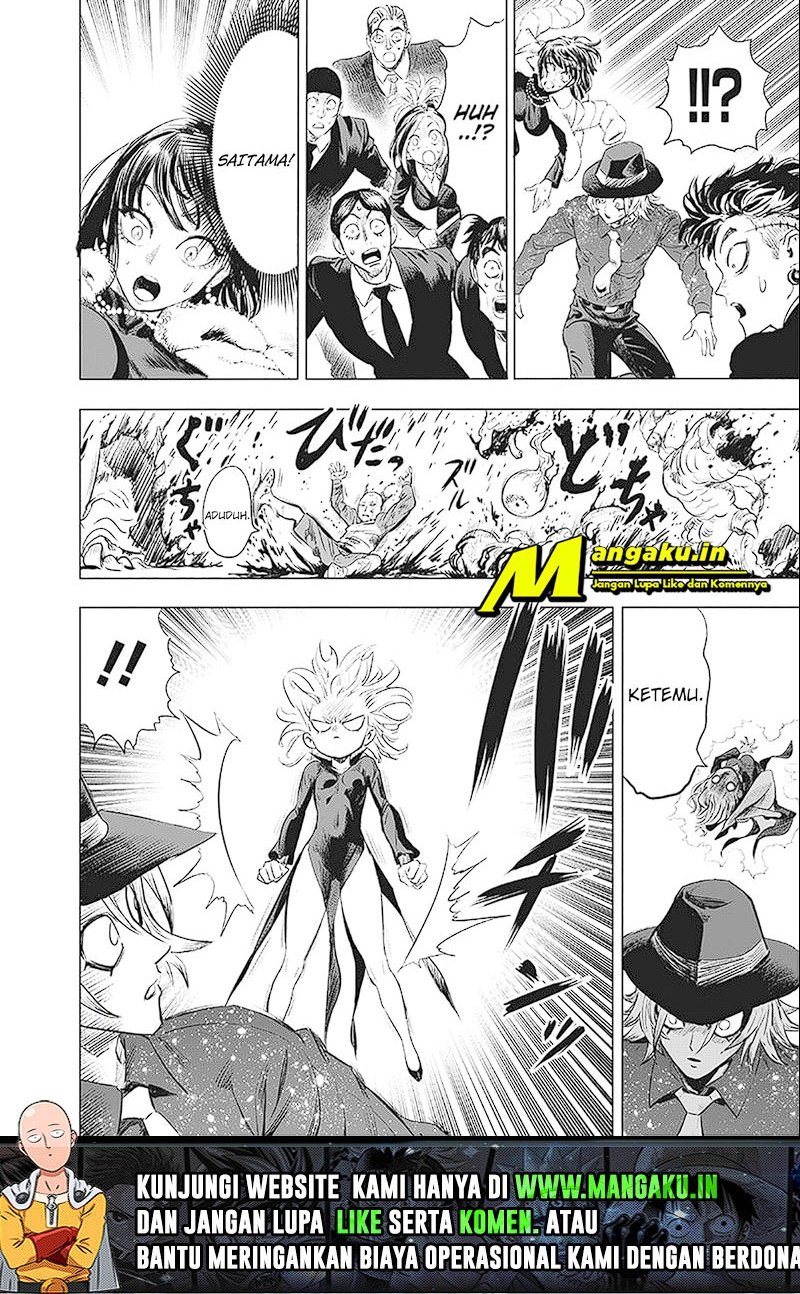 !!?
HUH
..!?
SAITAMA!
どちゃ
ズル
びたっ
ADUDUH.
ぐちゃ
Mangaku.in
Jangan Lupa Like dan Komennya
KETEMU.
!!
KUNJUNGI WEBSITE KAMI HANYA DI WWW.MANGAKU.IN
DAN JANGAN LUPA LIKE SERTA KOMEN. ATAU
BANTU MERINGANKAN BIAYA OPERASIONAL KAMI DENGAN BERDONA